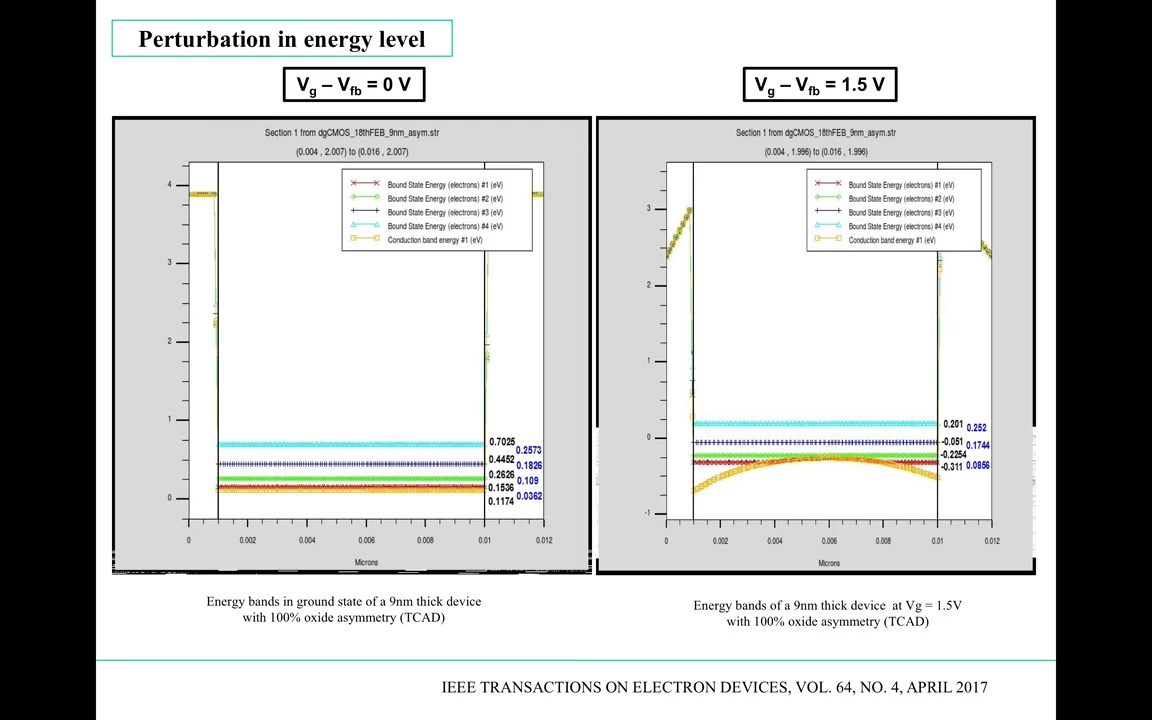 Perturbation in energy level
Vg – Vfb = 0 V
Vg – Vfb = 1.5 V
Section 1 from dgCMOS_18thFEB_9nm_asym.str
(0.004 , 2.007) to (0.016 , 2.007)
Bound State Energy (electrons) #1 (eV)
Bound State Energy (electrons) #2 (eV)
Bound State Energy (electrons) #3 (eV)
Bound State Energy (electrons) #4 (eV)
Conduction band energy #1 (eV)
4
3
2
1
0
0.7025
0.2573
0.4452
0.1826
0.2626
0.109
0.1536
0.0362
0.1174
0 0.002 0.004 0.006 0.008 0.01 0.012
Microns
Section 1 from dgCMOS_18thFEB_9nm_asym.str
(0.004 , 1.996) to (0.016 , 1.996)
Bound State Energy (electrons) #1 (eV)
Bound State Energy (electrons) #2 (eV)
Bound State Energy (electrons) #3 (eV)
Bound State Energy (electrons) #4 (eV)
Conduction band energy #1 (eV)
3
2
1
0
-1
0.201 0.252
-0.051 0.1744
-0.2254
-0.311 0.0856
0 0.002 0.004 0.006 0.008 0.01 0.012
Microns
Energy bands in ground state of a 9nm thick device
with 100% oxide asymmetry (TCAD)
Energy bands of a 9nm thick device at Vg = 1.5V
with 100% oxide asymmetry (TCAD)
IEEE TRANSACTIONS ON ELECTRON DEVICES, VOL. 64, NO. 4, APRIL 2017